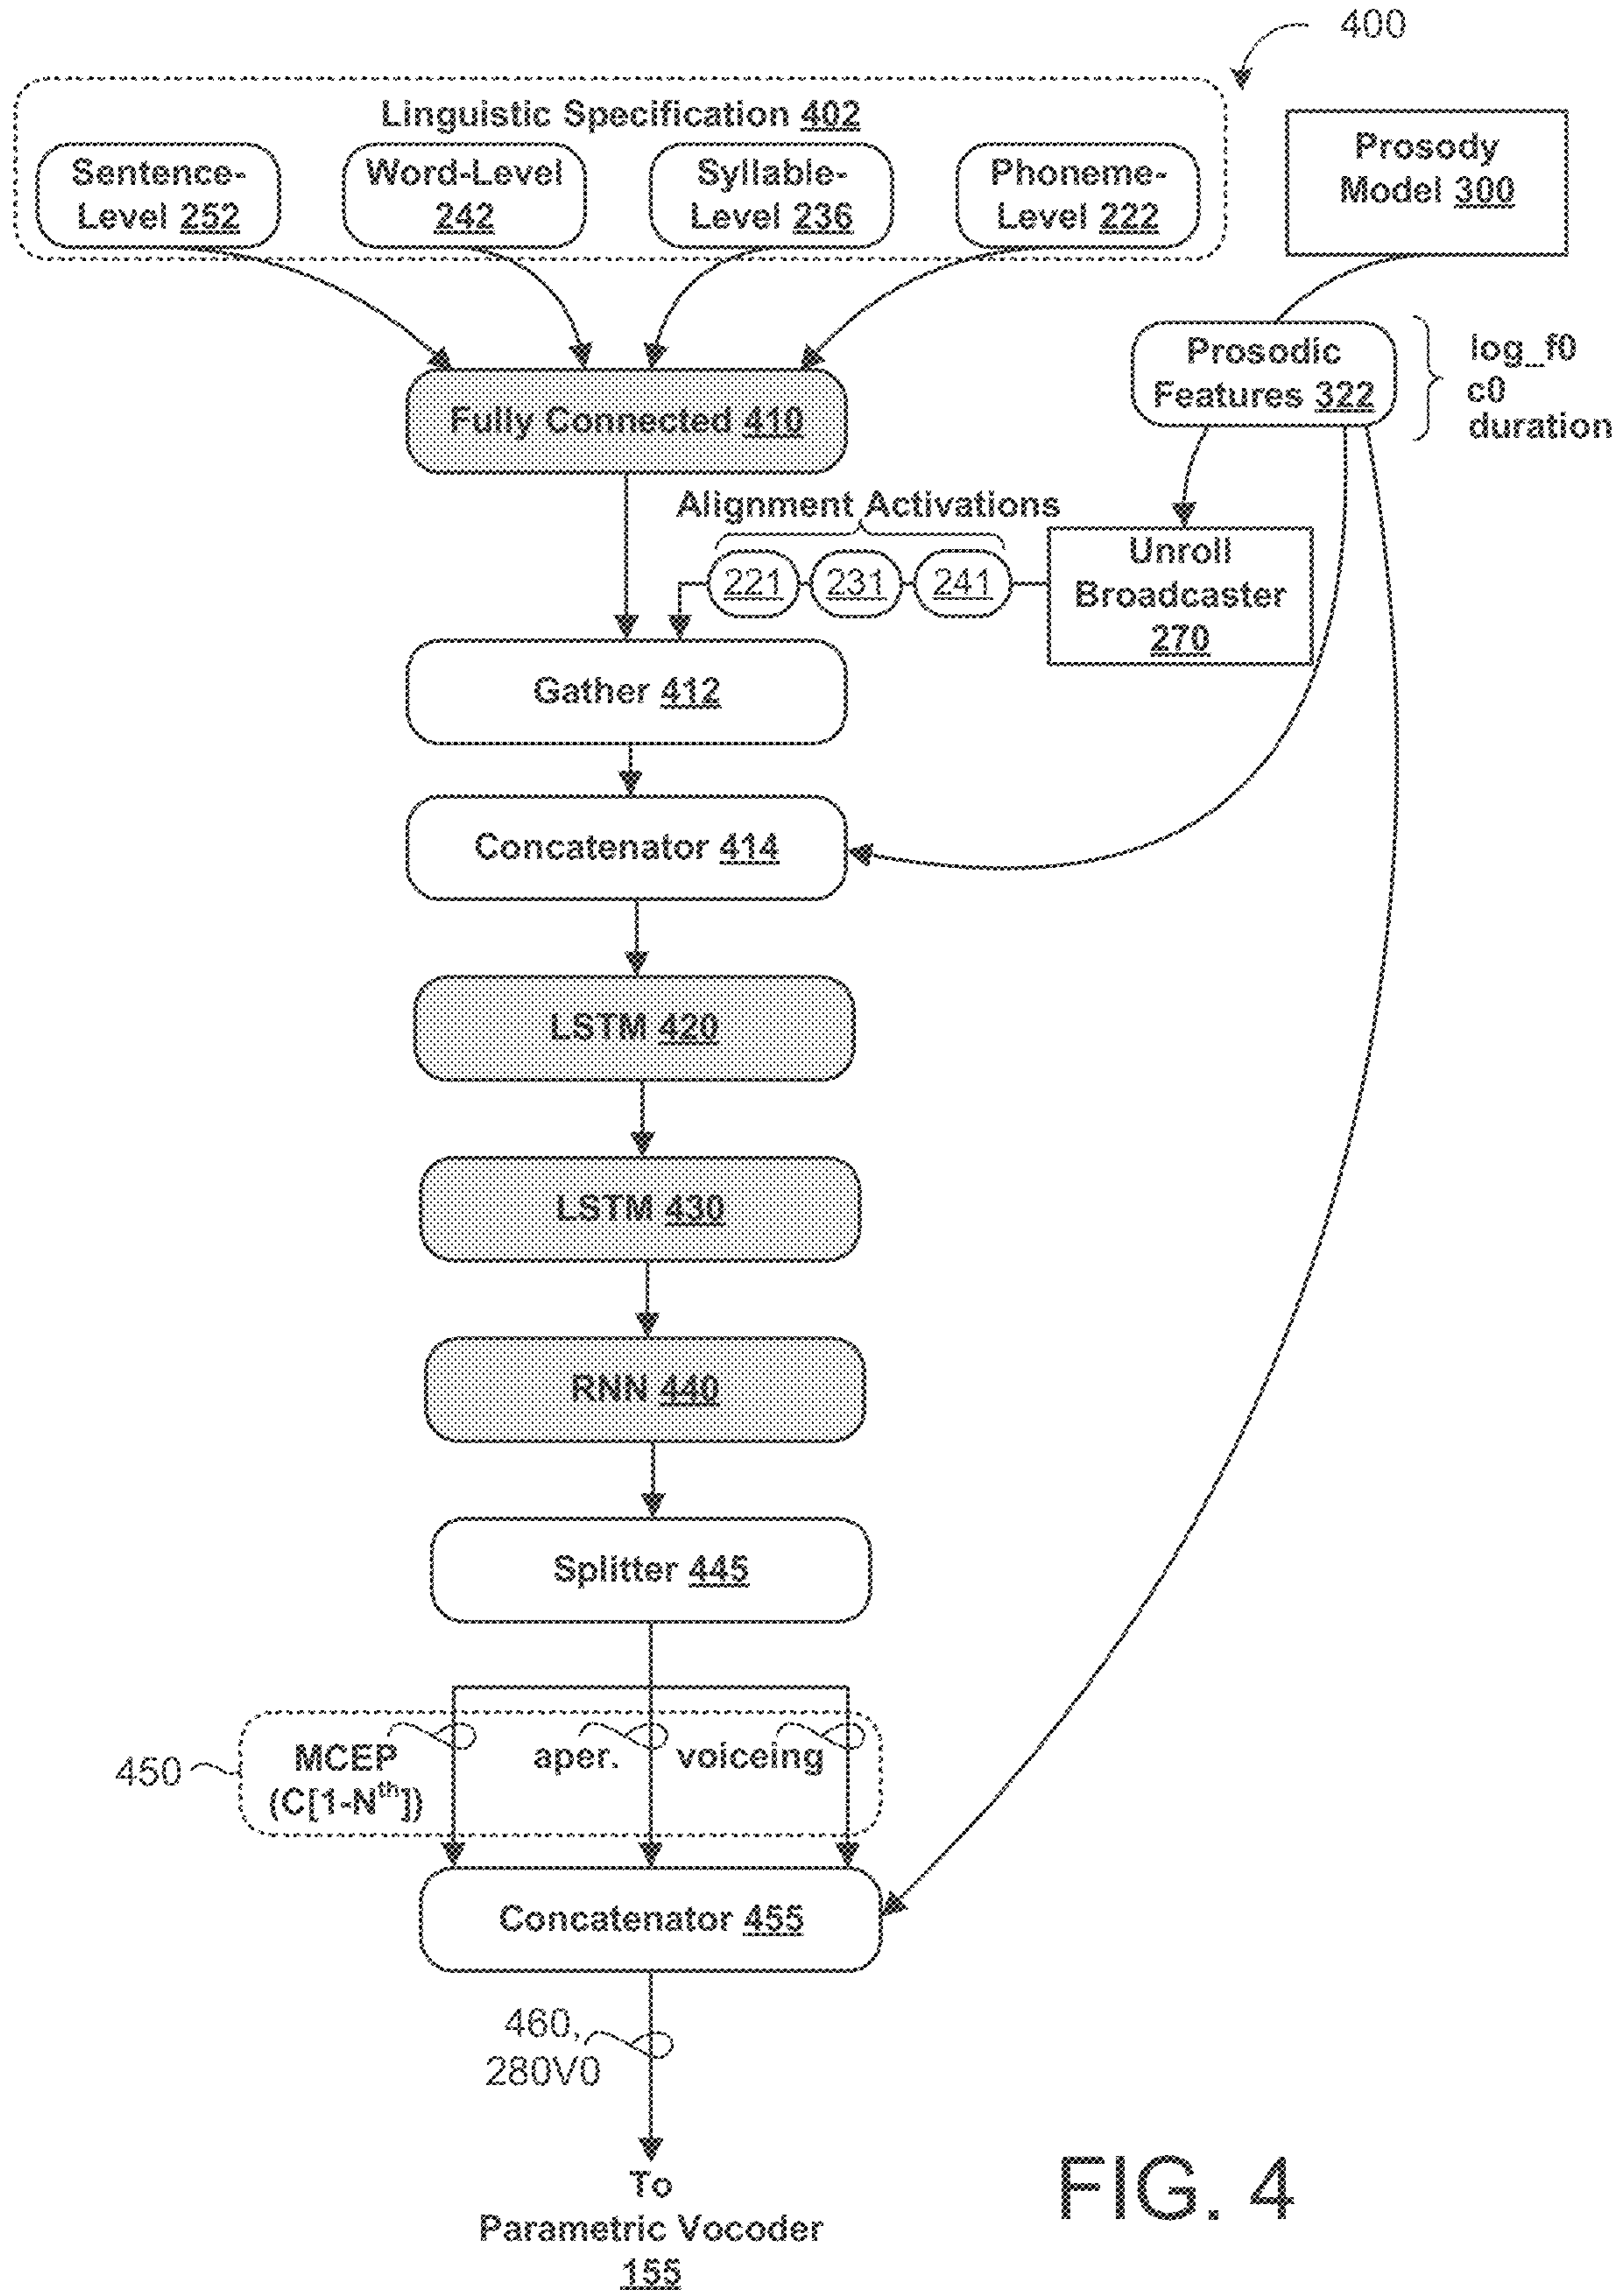 400
Linguistic Specification 402
Sentence-
Level 252
Word-Level
242
Syllable-
Level 236
Phoneme-
Level 222
Prosody
Model 300
Prosodic
Features 322
log_f0
c0
duration
Fully Connected 410
Alignment Activations
221
231
241
Unroll
Broadcaster
270
Gather 412
Concatenator 414
LSTM 420
LSTM 430
RNN 440
Splitter 445
450
MCEP
(C[1-Nth])
aper.
voiceing
Concatenator 455
460,
280V0
To
Parametric Vocoder
155
FIG. 4